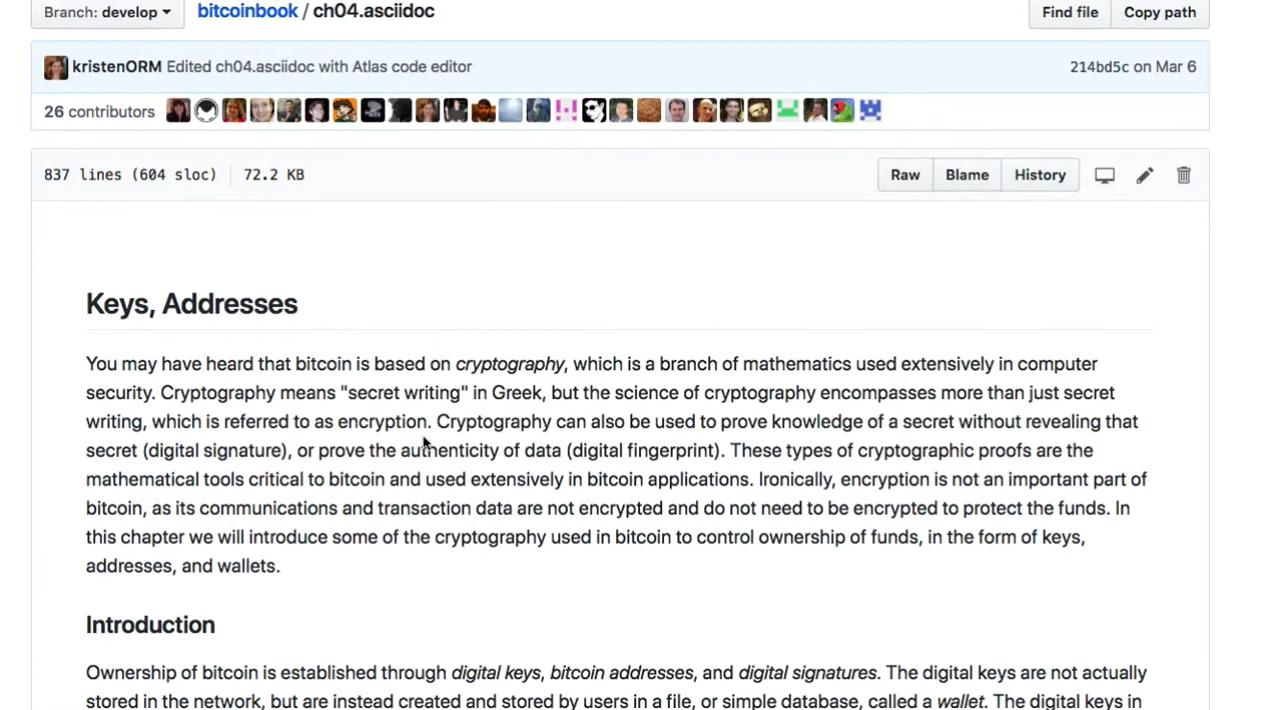 Branch: develop
bitcoinbook / ch04.asciidoc
Find file
Copy path
kristenORM Edited ch04.asciidoc with Atlas code editor
214bd5c on Mar 6
26 contributors
837 lines (604 sloc)
72.2 KB
Raw
Blame
History
Keys, Addresses
You may have heard that bitcoin is based on cryptography, which is a branch of mathematics used extensively in computer
security. Cryptography means "secret writing" in Greek, but the science of cryptography encompasses more than just secret
writing, which is referred to as encryption. Cryptography can also be used to prove knowledge of a secret without revealing that
secret (digital signature), or prove the authenticity of data (digital fingerprint). These types of cryptographic proofs are the
mathematical tools critical to bitcoin and used extensively in bitcoin applications. Ironically, encryption is not an important part of
bitcoin, as its communications and transaction data are not encrypted and do not need to be encrypted to protect the funds. In
this chapter we will introduce some of the cryptography used in bitcoin to control ownership of funds, in the form of keys,
addresses, and wallets.
Introduction
Ownership of bitcoin is established through digital keys, bitcoin addresses, and digital signatures. The digital keys are not actually
stored in the network, but are instead created and stored by users in a file, or simple database, called a wallet. The digital keys in